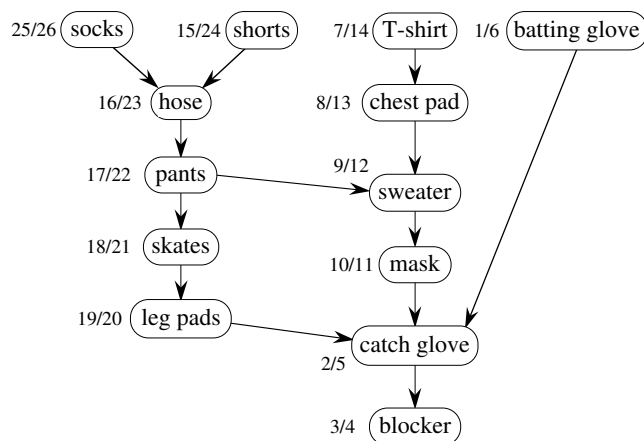 25/26 socks 15/24 shorts 7/14 T-shirt 1/6 batting glove
16/23 hose 8/13 chest pad
9/12
17/22 pants sweater
18/21 skates 10/11 mask
19/20 leg pads catch glove
2/5
3/4 blocker